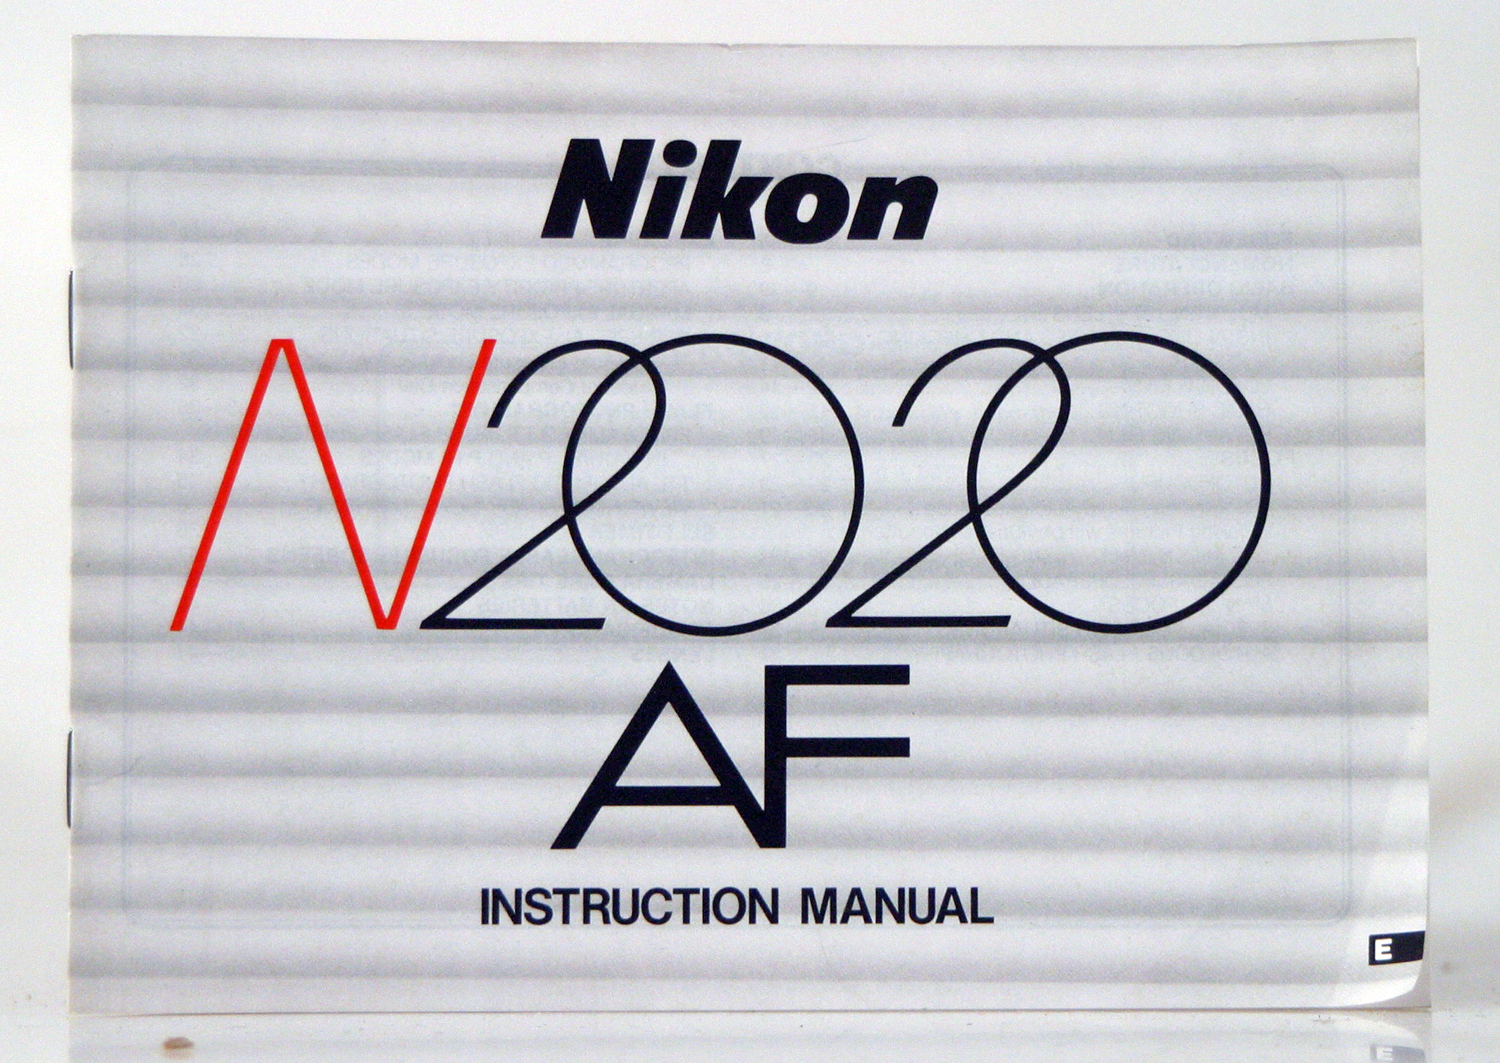 Nikon
N2020
AF
INSTRUCTION MANUAL
E